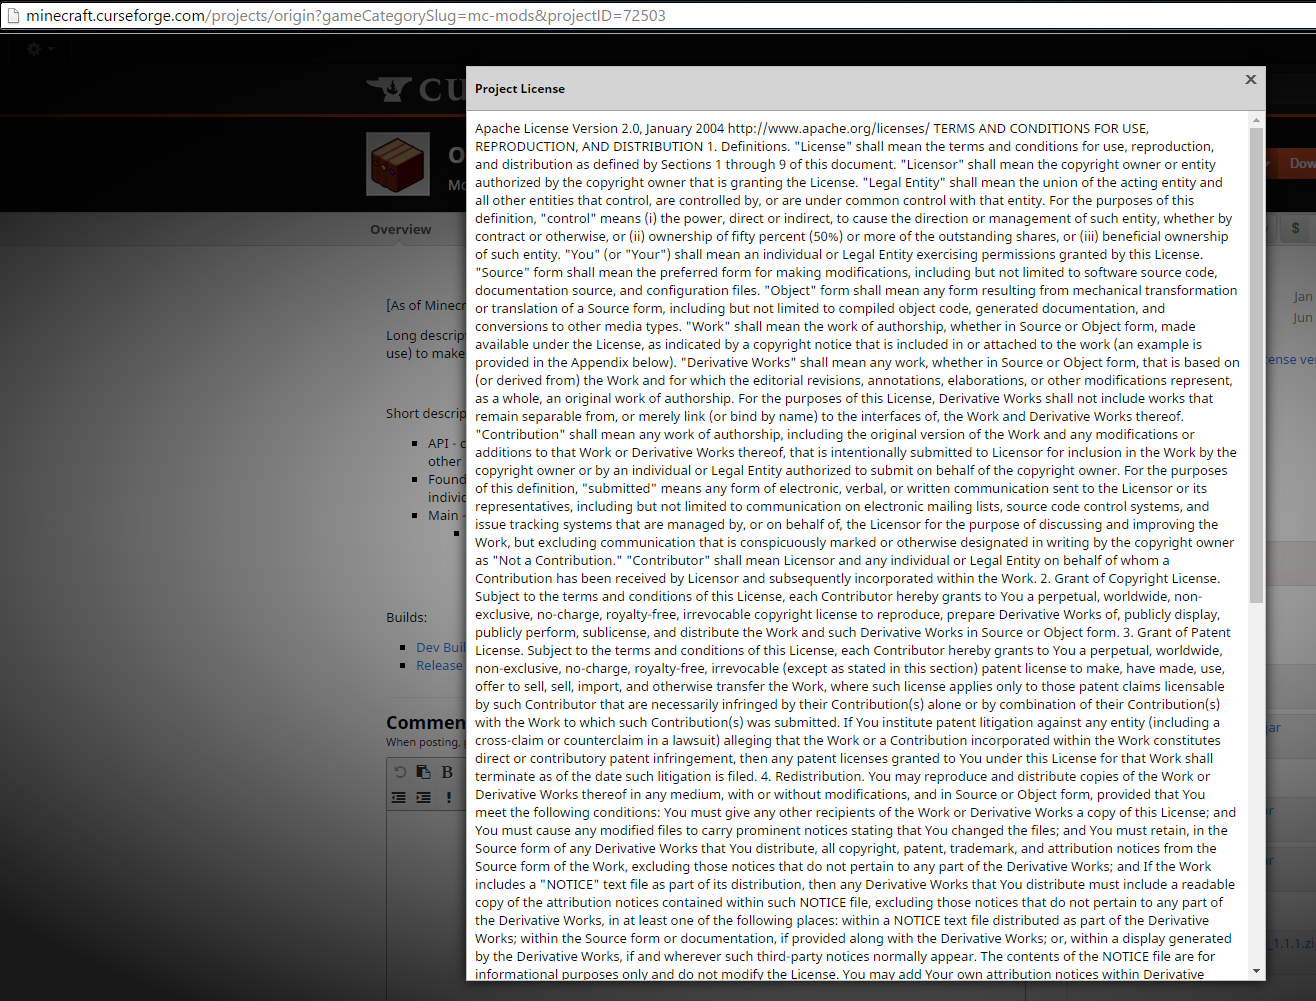 minecraft.curseforge.com/projects/origin?gameCategorySlug=mc-mods&projectID=72503
CU
Project License
O
Mo
Dow
Overview
$
[As of Minecr
Jan
Jun
Long descrip
use) to make
ense ve
Short descrip
API - c
other
Found
indivi
Main -
Builds:
Dev Buil
Release
Commen
When posting, p
B
!
jar
1.1.1.zi
Apache License Version 2.0, January 2004 http://www.apache.org/licenses/ TERMS AND CONDITIONS FOR USE,
REPRODUCTION, AND DISTRIBUTION 1. Definitions. "License" shall mean the terms and conditions for use, reproduction,
and distribution as defined by Sections 1 through 9 of this document. "Licensor" shall mean the copyright owner or entity
authorized by the copyright owner that is granting the License. "Legal Entity" shall mean the union of the acting entity and
all other entities that control, are controlled by, or are under common control with that entity. For the purposes of this
definition, "control" means (i) the power, direct or indirect, to cause the direction or management of such entity, whether by
contract or otherwise, or (ii) ownership of fifty percent (50%) or more of the outstanding shares, or (iii) beneficial ownership
of such entity. "You" (or "Your") shall mean an individual or Legal Entity exercising permissions granted by this License.
"Source" form shall mean the preferred form for making modifications, including but not limited to software source code,
documentation source, and configuration files. "Object" form shall mean any form resulting from mechanical transformation
or translation of a Source form, including but not limited to compiled object code, generated documentation, and
conversions to other media types. "Work" shall mean the work of authorship, whether in Source or Object form, made
available under the License, as indicated by a copyright notice that is included in or attached to the work (an example is
provided in the Appendix below). "Derivative Works" shall mean any work, whether in Source or Object form, that is based on
(or derived from) the Work and for which the editorial revisions, annotations, elaborations, or other modifications represent,
as a whole, an original work of authorship. For the purposes of this License, Derivative Works shall not include works that
remain separable from, or merely link (or bind by name) to the interfaces of, the Work and Derivative Works thereof.
"Contribution" shall mean any work of authorship, including the original version of the Work and any modifications or
additions to that Work or Derivative Works thereof, that is intentionally submitted to Licensor for inclusion in the Work by the
copyright owner or by an individual or Legal Entity authorized to submit on behalf of the copyright owner. For the purposes
of this definition, "submitted" means any form of electronic, verbal, or written communication sent to the Licensor or its
representatives, including but not limited to communication on electronic mailing lists, source code control systems, and
issue tracking systems that are managed by, or on behalf of, the Licensor for the purpose of discussing and improving the
Work, but excluding communication that is conspicuously marked or otherwise designated in writing by the copyright owner
as "Not a Contribution." "Contributor" shall mean Licensor and any individual or Legal Entity on behalf of whom a
Contribution has been received by Licensor and subsequently incorporated within the Work. 2. Grant of Copyright License.
Subject to the terms and conditions of this License, each Contributor hereby grants to You a perpetual, worldwide, non-
exclusive, no-charge, royalty-free, irrevocable copyright license to reproduce, prepare Derivative Works of, publicly display,
publicly perform, sublicense, and distribute the Work and such Derivative Works in Source or Object form. 3. Grant of Patent
License. Subject to the terms and conditions of this License, each Contributor hereby grants to You a perpetual, worldwide,
non-exclusive, no-charge, royalty-free, irrevocable (except as stated in this section) patent license to make, have made, use,
offer to sell, sell, import, and otherwise transfer the Work, where such license applies only to those patent claims licensable
by such Contributor that are necessarily infringed by their Contribution(s) alone or by combination of their Contribution(s)
with the Work to which such Contribution(s) was submitted. If You institute patent litigation against any entity (including a
cross-claim or counterclaim in a lawsuit) alleging that the Work or a Contribution incorporated within the Work constitutes
direct or contributory patent infringement, then any patent licenses granted to You under this License for that Work shall
terminate as of the date such litigation is filed. 4. Redistribution. You may reproduce and distribute copies of the Work or
Derivative Works thereof in any medium, with or without modifications, and in Source or Object form, provided that You
meet the following conditions: You must give any other recipients of the Work or Derivative Works a copy of this License; and
You must cause any modified files to carry prominent notices stating that You changed the files; and You must retain, in the
Source form of any Derivative Works that You distribute, all copyright, patent, trademark, and attribution notices from the
Source form of the Work, excluding those notices that do not pertain to any part of the Derivative Works; and If the Work
includes a "NOTICE" text file as part of its distribution, then any Derivative Works that You distribute must include a readable
copy of the attribution notices contained within such NOTICE file, excluding those notices that do not pertain to any part of
the Derivative Works, in at least one of the following places: within a NOTICE text file distributed as part of the Derivative
Works; within the Source form or documentation, if provided along with the Derivative Works; or, within a display generated
by the Derivative Works, if and wherever such third-party notices normally appear. The contents of the NOTICE file are for
informational purposes only and do not modify the License. You may add Your own attribution notices within Derivative